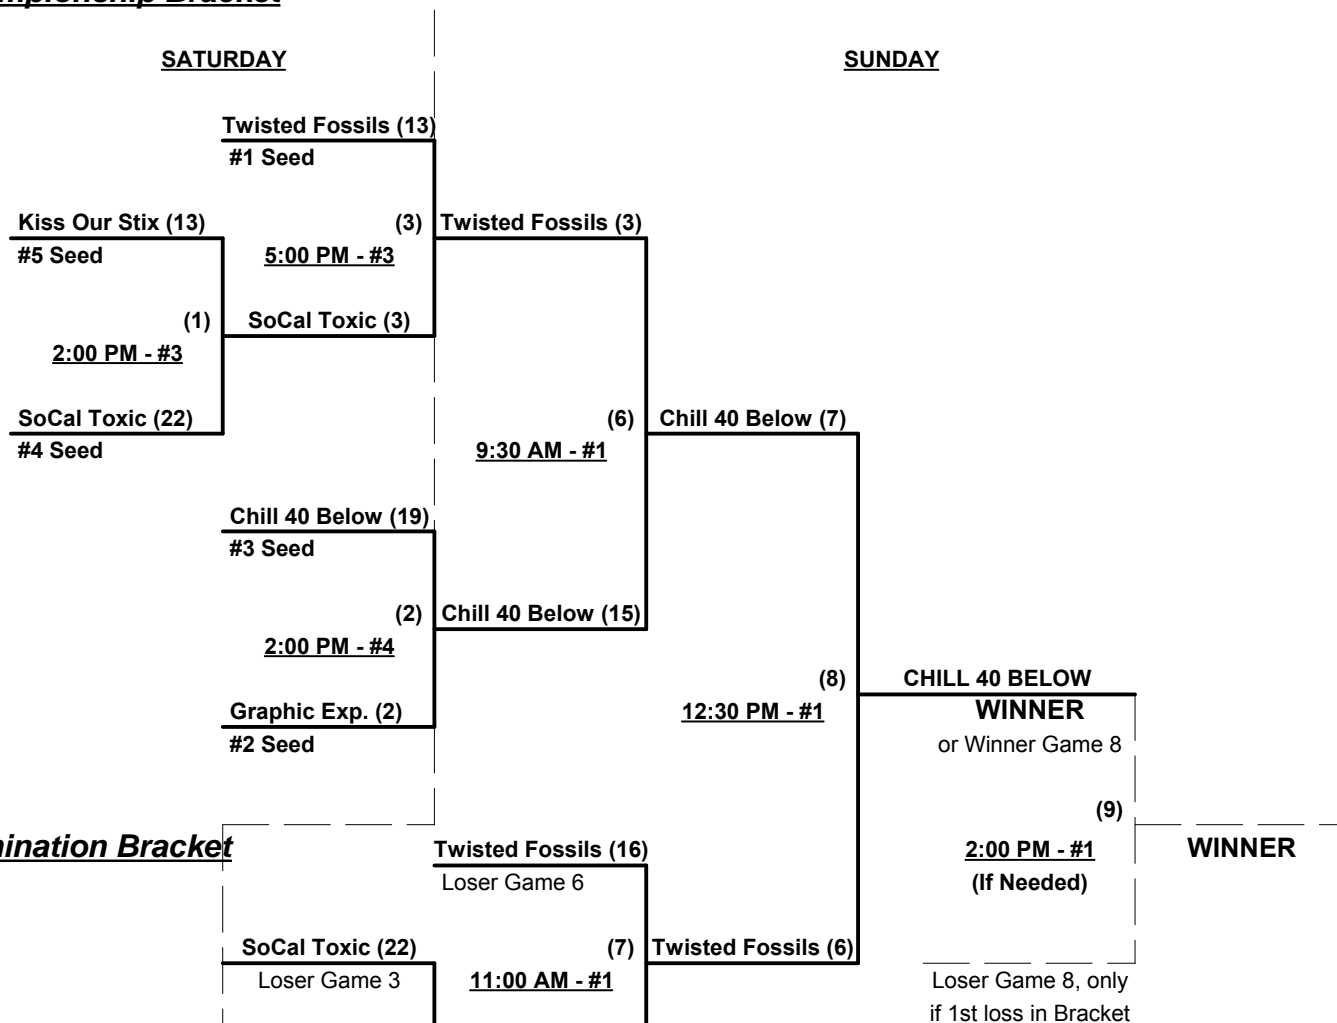 SATURDAY
SUNDAY
Twisted Fossils (13)
#1 Seed
Kiss Our Stix (13)
(3)
Twisted Fossils (3)
#5 Seed
5:00 PM - #3
(1)
SoCal Toxic (3)
2:00 PM - #3
SoCal Toxic (22)
(6)
Chill 40 Below (7)
#4 Seed
9:30 AM - #1
Chill 40 Below (19)
#3 Seed
(2)
Chill 40 Below (15)
2:00 PM - #4
(8)
CHILL 40 BELOW
Graphic Exp. (2)
12:30 PM - #1
WINNER
#2 Seed
or Winner Game 8
(9)
Bracket
Twisted Fossils (16)
2:00 PM - #1
WINNER
Loser Game 6
(If Needed)
SoCal Toxic (22)
(7)
Twisted Fossils (6)
Loser Game 3
11:00 AM - #1
Loser Game 8, only
if 1st loss in Bracket